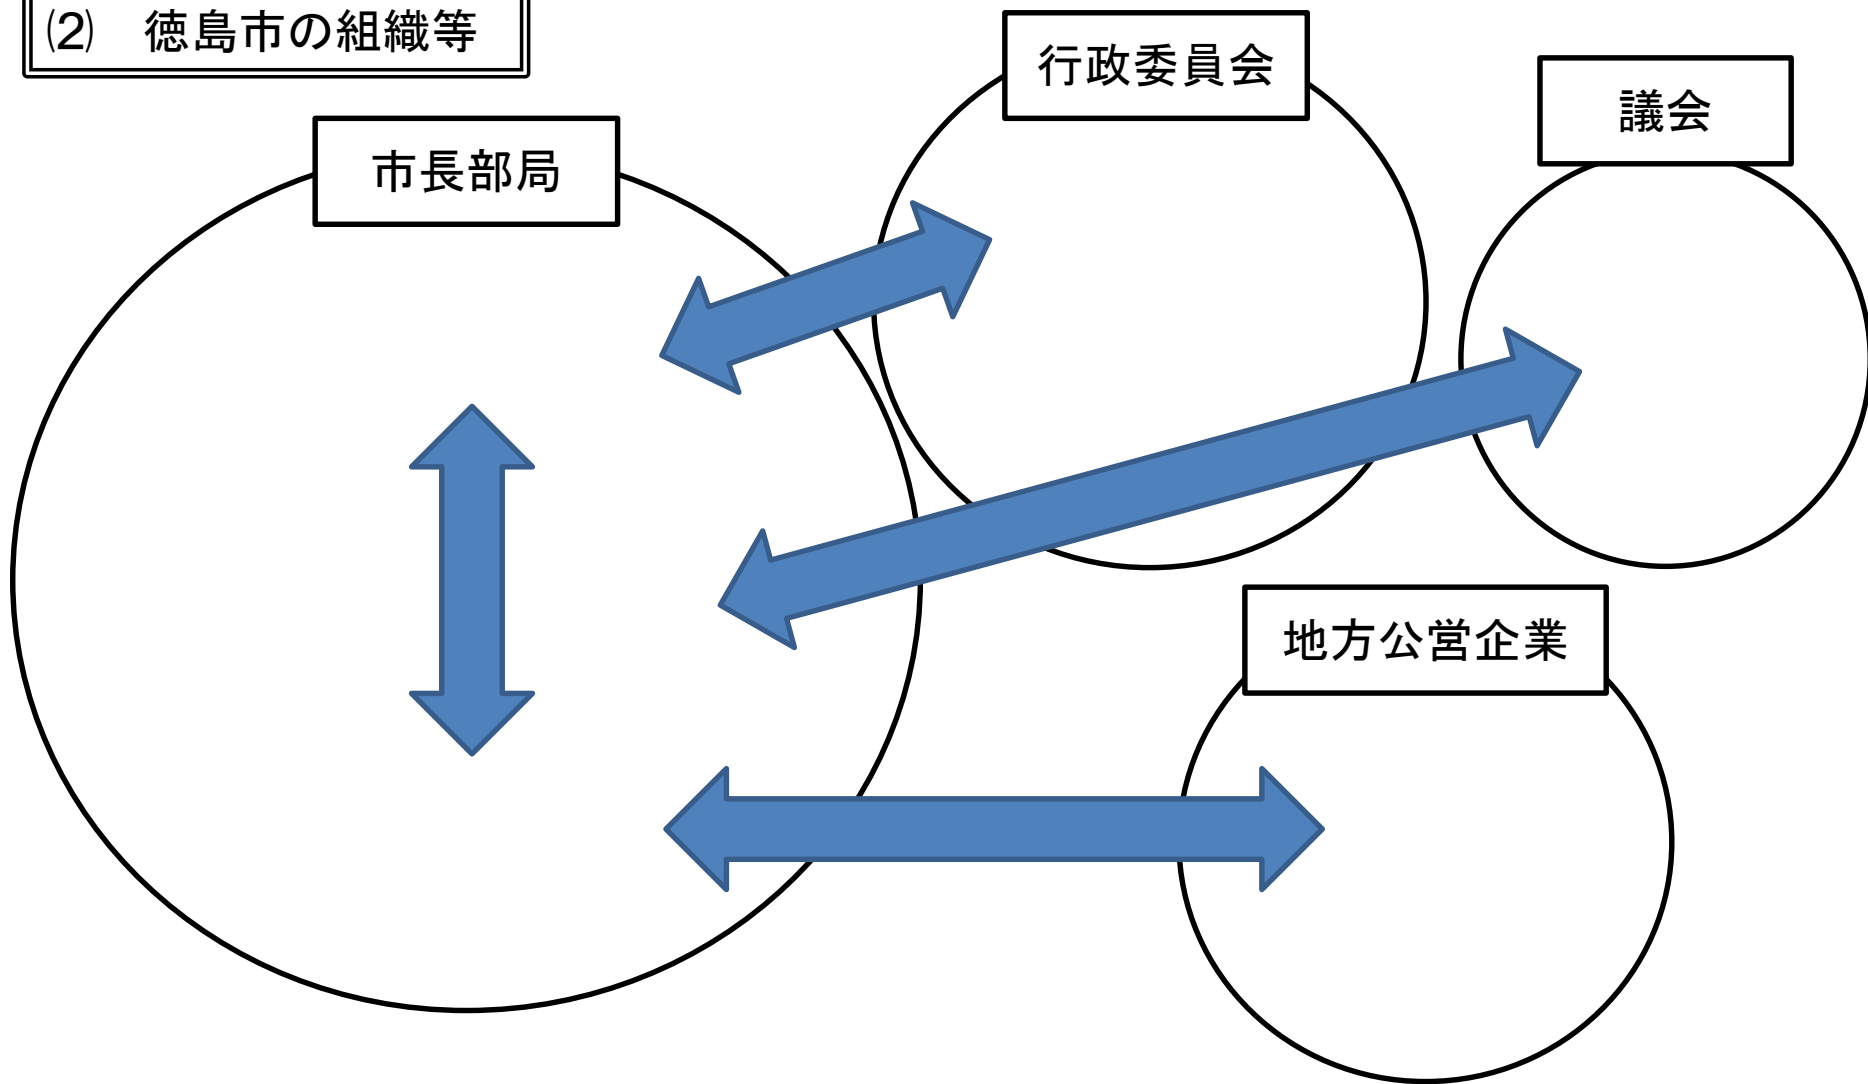 ⑵　徳島市の組織等
行政委員会
議会
市長部局
地方公営企業